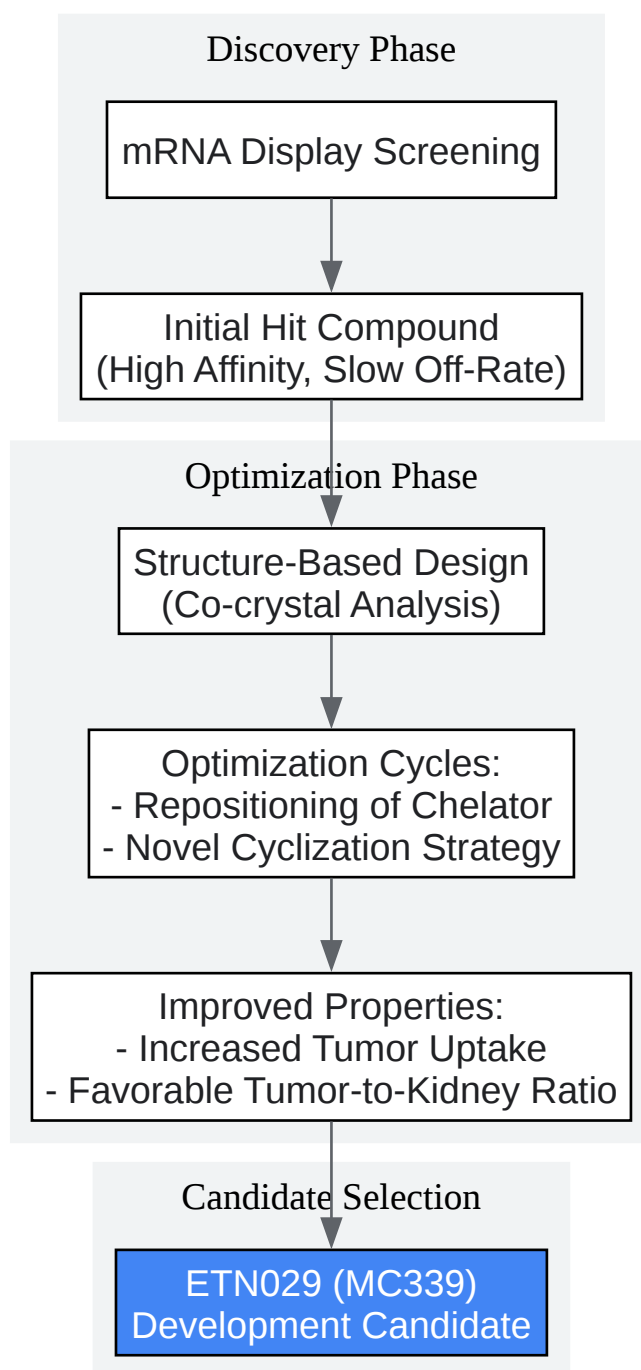 Discovery Phase
mRNA Display Screening
Initial Hit Compound
(High Affinity, Slow Off-Rate)
Optimization Phase
Structure-Based Design
(Co-crystal Analysis)
Optimization Cycles:
- Repositioning of Chelator
- Novel Cyclization Strategy
Improved Properties:
- Increased Tumor Uptake
- Favorable Tumor-to-Kidney Ratio
Candidate Selection
ETN029 (MC339)
Development Candidate